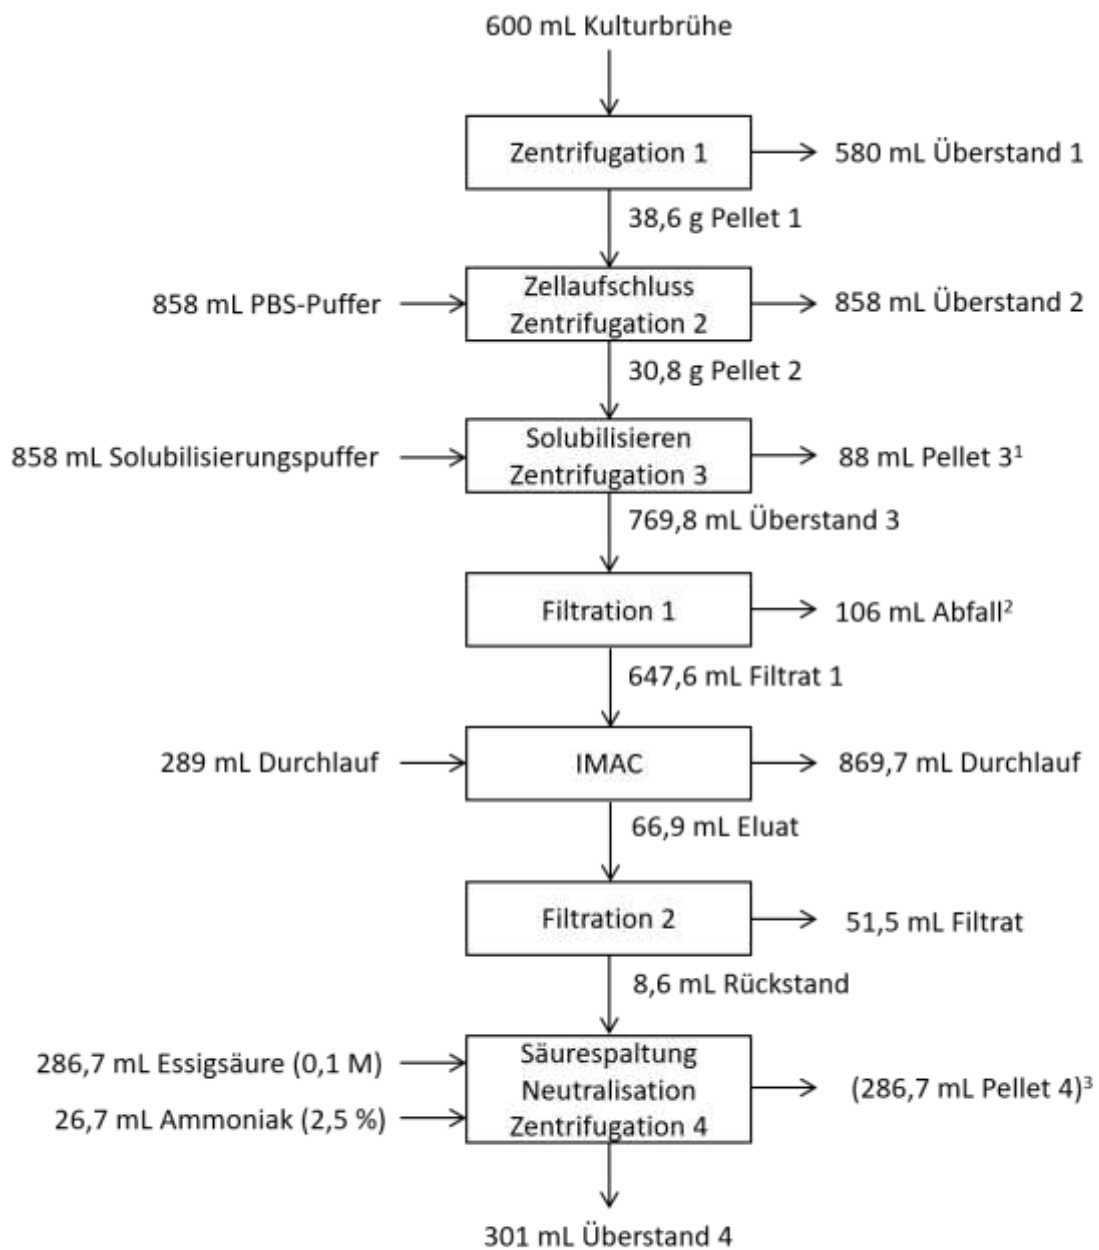 600 mL Kulturbrühe
Zentrifugation 1
580 mL Überstand 1
38,6 g Pellet 1
858 mL PBS-Puffer
Zellaufschluss
Zentrifugation 2
858 mL Überstand 2
30,8 g Pellet 2
858 mL Solubilisierungspuffer
Solubilisieren
Zentrifugation 3
88 mL Pellet 3¹
769,8 mL Überstand 3
Filtration 1
106 mL Abfall²
647,6 mL Filtrat 1
289 mL Durchlauf
IMAC
869,7 mL Durchlauf
66,9 mL Eluat
Filtration 2
51,5 mL Filtrat
8,6 mL Rückstand
286,7 mL Essigsäure (0,1 M)
26,7 mL Ammoniak (2,5 %)
Säurespaltung
Neutralisation
Zentrifugation 4
(286,7 mL Pellet 4)³
301 mL Überstand 4